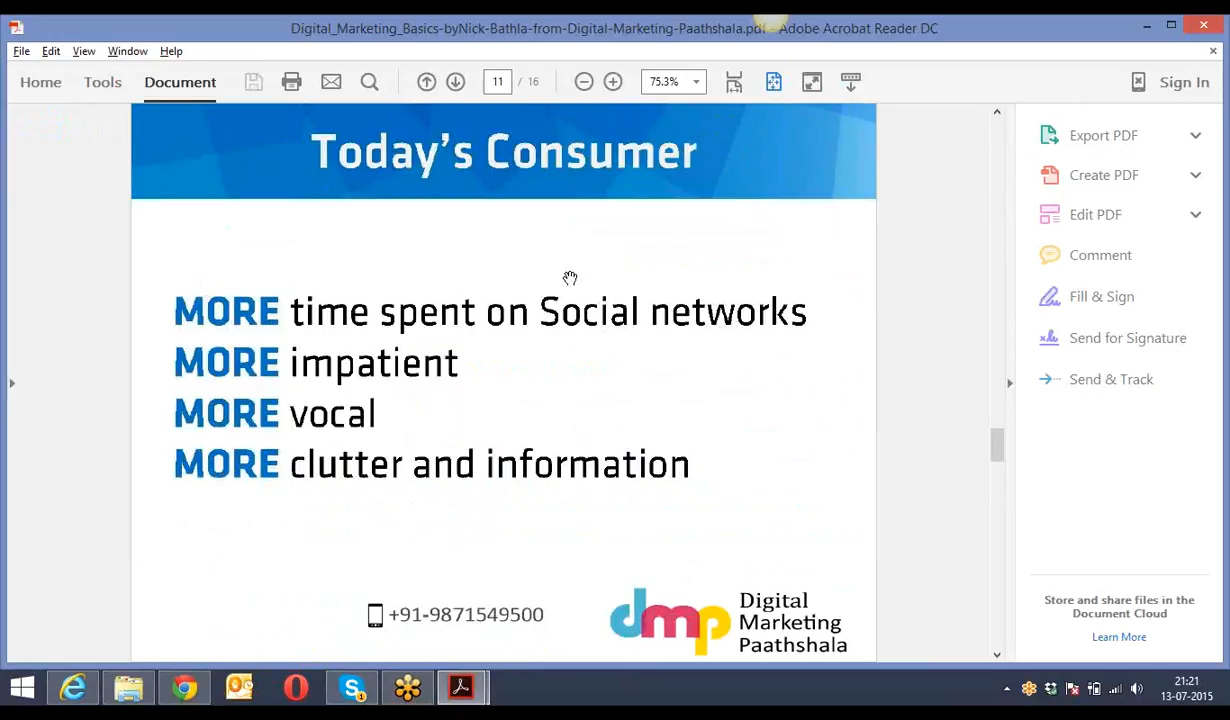 Digital_Marketing_Basics-byNick-Bathla-from-Digital-Marketing-Paathshala.pdf - Adobe Acrobat Reader DC
File Edit View Window Help
Home Tools Document 11 / 16 75.3% Sign In
Today's Consumer
MORE time spent on Social networks
MORE impatient
MORE vocal
MORE clutter and information
+91-9871549500
dmp
Digital
Marketing
Paathshala
Export PDF
Create PDF
Edit PDF
Comment
Fill & Sign
Send for Signature
Send & Track
Store and share files in the
Document Cloud
Learn More
21:21
13-07-2015